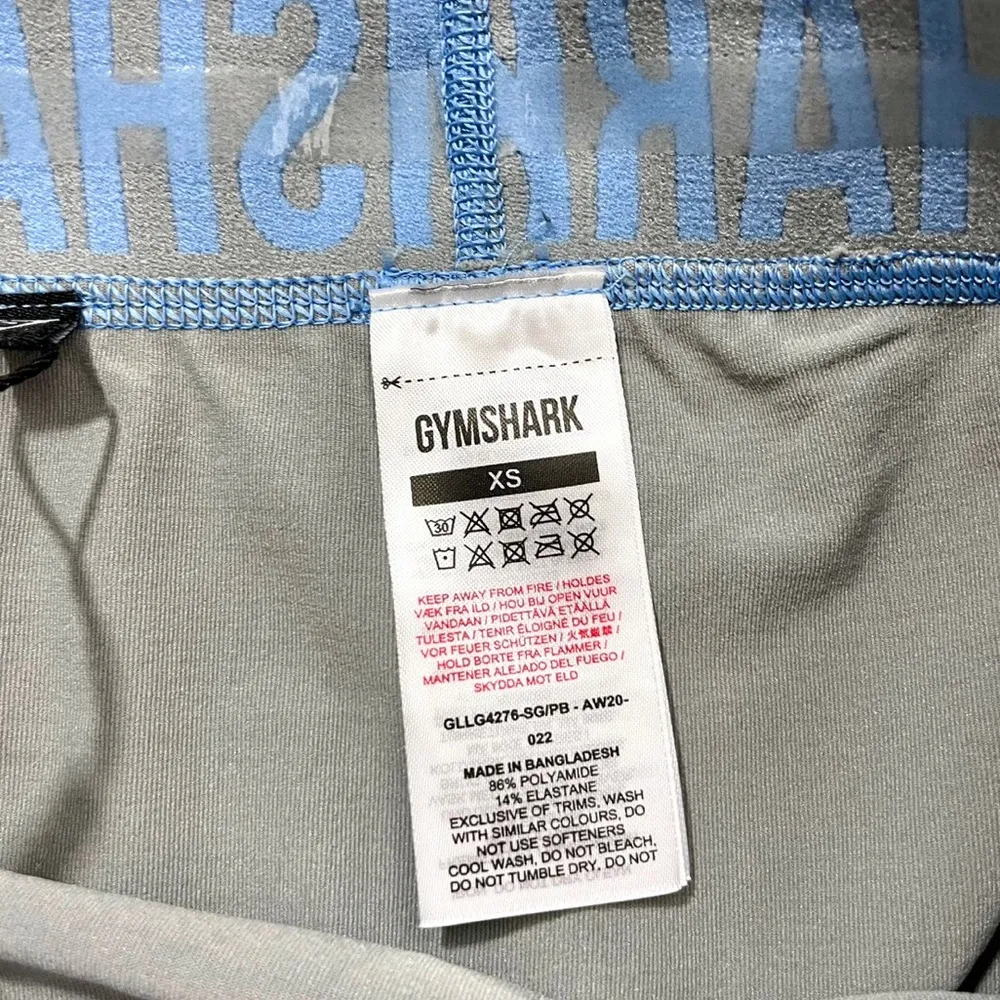 HARKISHA
GYMSHARK
XS
30
KEEP AWAY FROM FIRE / HOLDES
VÆK FRA ILD / HOU BIJ OPEN VUUR
VANDAAN / PIDETTÄVÄ ETÄÄLLÄ
TULESTA / TENIR ÉLOIGNÉ DU FEU /
VOR FEUER SCHÜTZEN / 火気厳禁 /
HOLD BORTE FRA FLAMMER /
MANTENER ALEJADO DEL FUEGO /
SKYDDA MOT ELD
GLLG4276-SG/PB - AW20-
022
MADE IN BANGLADESH
86% POLYAMIDE
14% ELASTANE
EXCLUSIVE OF TRIMS, WASH
WITH SIMILAR COLOURS, DO
NOT USE SOFTENERS
COOL WASH, DO NOT BLEACH,
DO NOT TUMBLE DRY, DO NOT